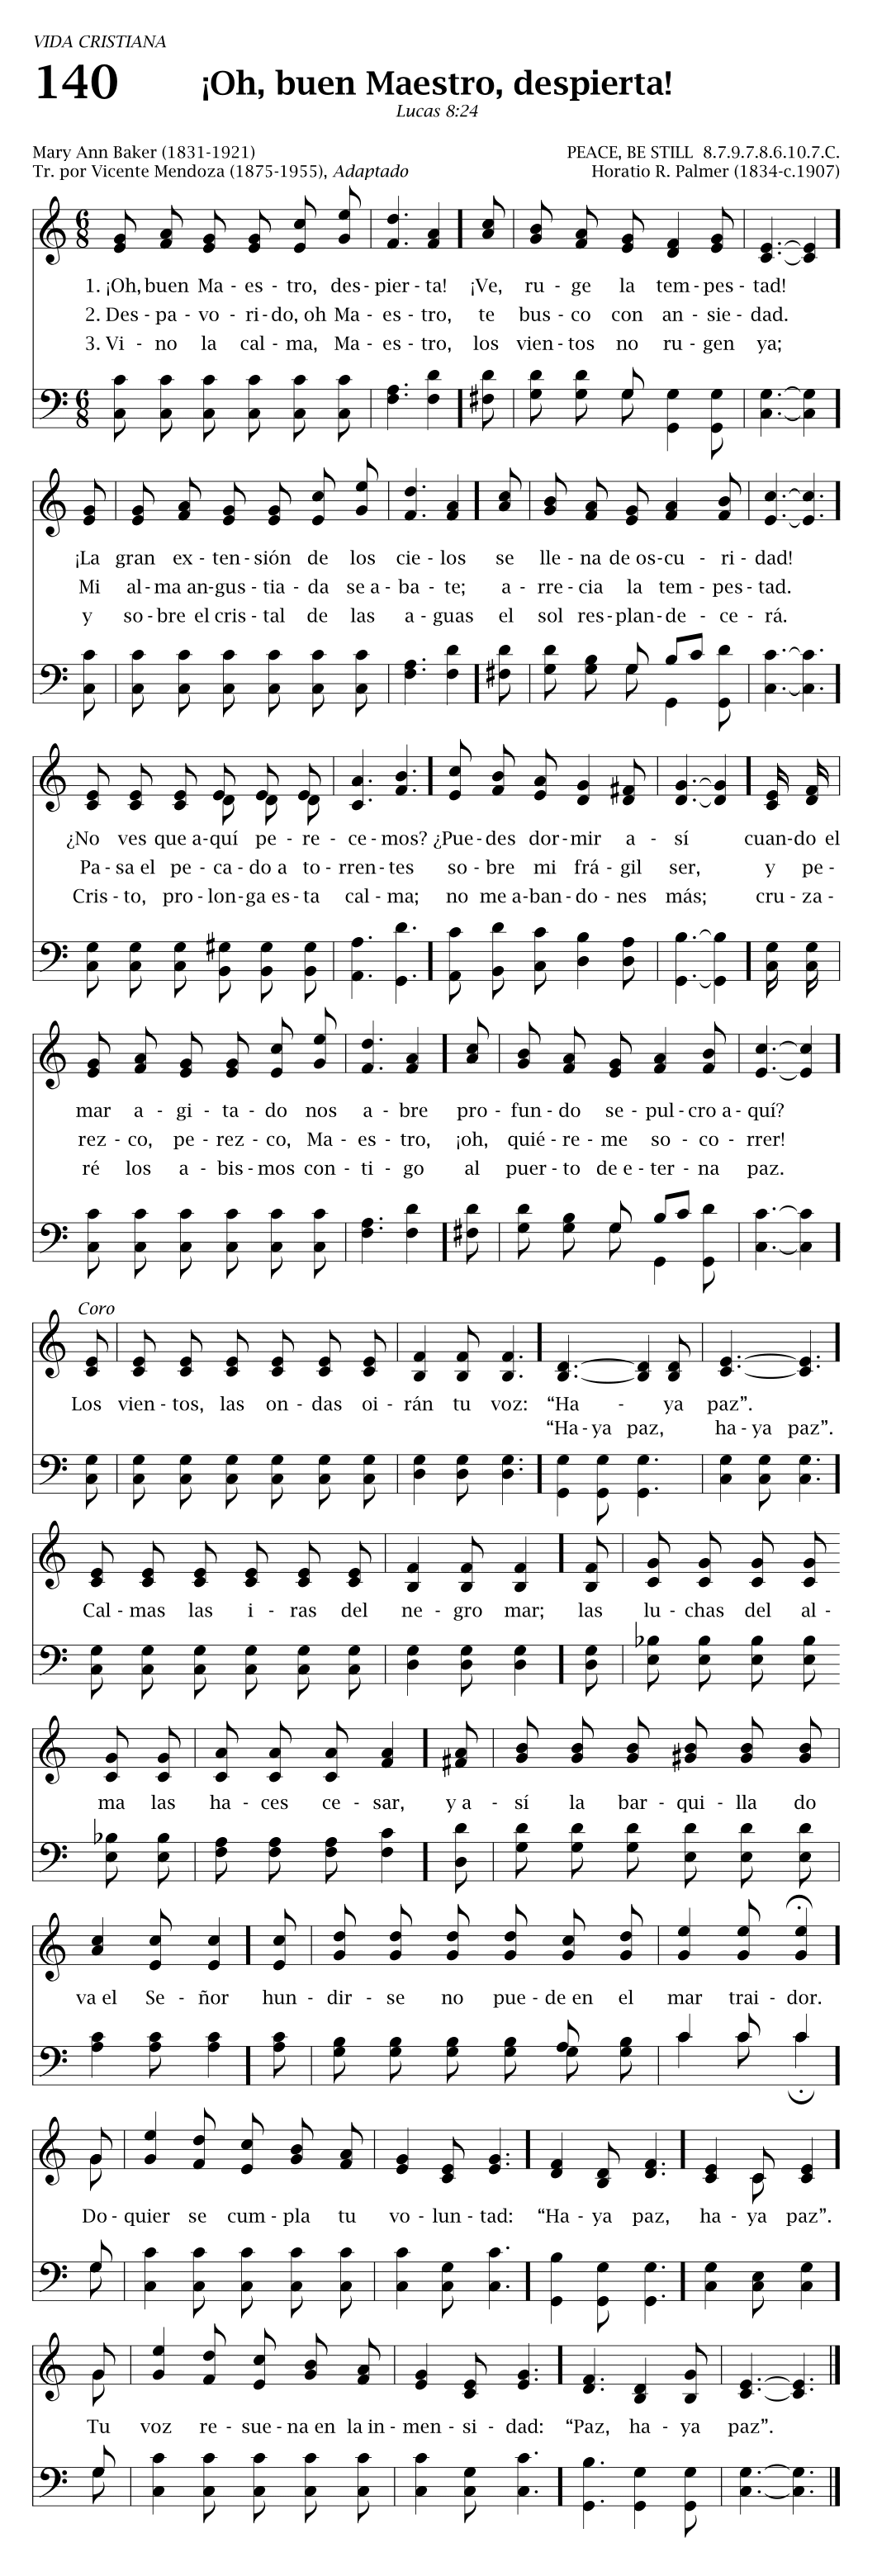 VIDA CRISTIANA
140 ¡Oh, buen Maestro, despierta!
Lucas 8:24
Mary Ann Baker (1831-1921) PEACE, BE STILL 8.7.9.7.8.6.10.7.C.
Tr. por Vicente Mendoza (1875-1955), Adaptado Horatio R. Palmer (1834-c.1907)
6 8
1. ¡Oh, buen Ma - es - tro, des - pier - ta! ¡Ve, ru - ge la tem - pes - tad!
2. Des - pa - vo - ri - do, oh Ma - es - tro, te bus - co con an - sie - dad.
3. Vi - no la cal - ma, Ma - es - tro, los vien - tos no ru - gen ya;
6 8
¡La gran ex - ten - sión de los cie - los se lle - na de os - cu - ri - dad!
Mi al - ma an - gus - tia - da se a - ba - te; a - rre - cia la tem - pes - tad.
y so - bre el cris - tal de las a - guas el sol res - plan - de - ce - rá.
¿No ves que a - quí pe - re - ce - mos? ¿Pue - des dor - mir a - sí cuan - do el
Pa - sa el pe - ca - do a to - rren - tes so - bre mi frá - gil ser, y pe -
Cris - to, pro - lon - ga es - ta cal - ma; no me a - ban - do - nes más; cru - za -
mar a - gi - ta - do nos a - bre pro - fun - do se - pul - cro a - quí?
rez - co, pe - rez - co, Ma - es - tro, ¡oh, quié - re - me so - co - rrer!
ré los a - bis - mos con - ti - go al puer - to de e - ter - na paz.
Coro
Los vien - tos, las on - das oi - rán tu voz: “Ha - ya paz”.
“Ha - ya paz, ha - ya paz”.
Cal - mas las i - ras del ne - gro mar; las lu - chas del al -
ma las ha - ces ce - sar, y a - sí la bar - qui - lla do
va el Se - ñor hun - dir - se no pue - de en el mar trai - dor.
Do - quier se cum - pla tu vo - lun - tad: “Ha - ya paz, ha - ya paz”.
Tu voz re - sue - na en la in - men - si - dad: “Paz, ha - ya paz”.